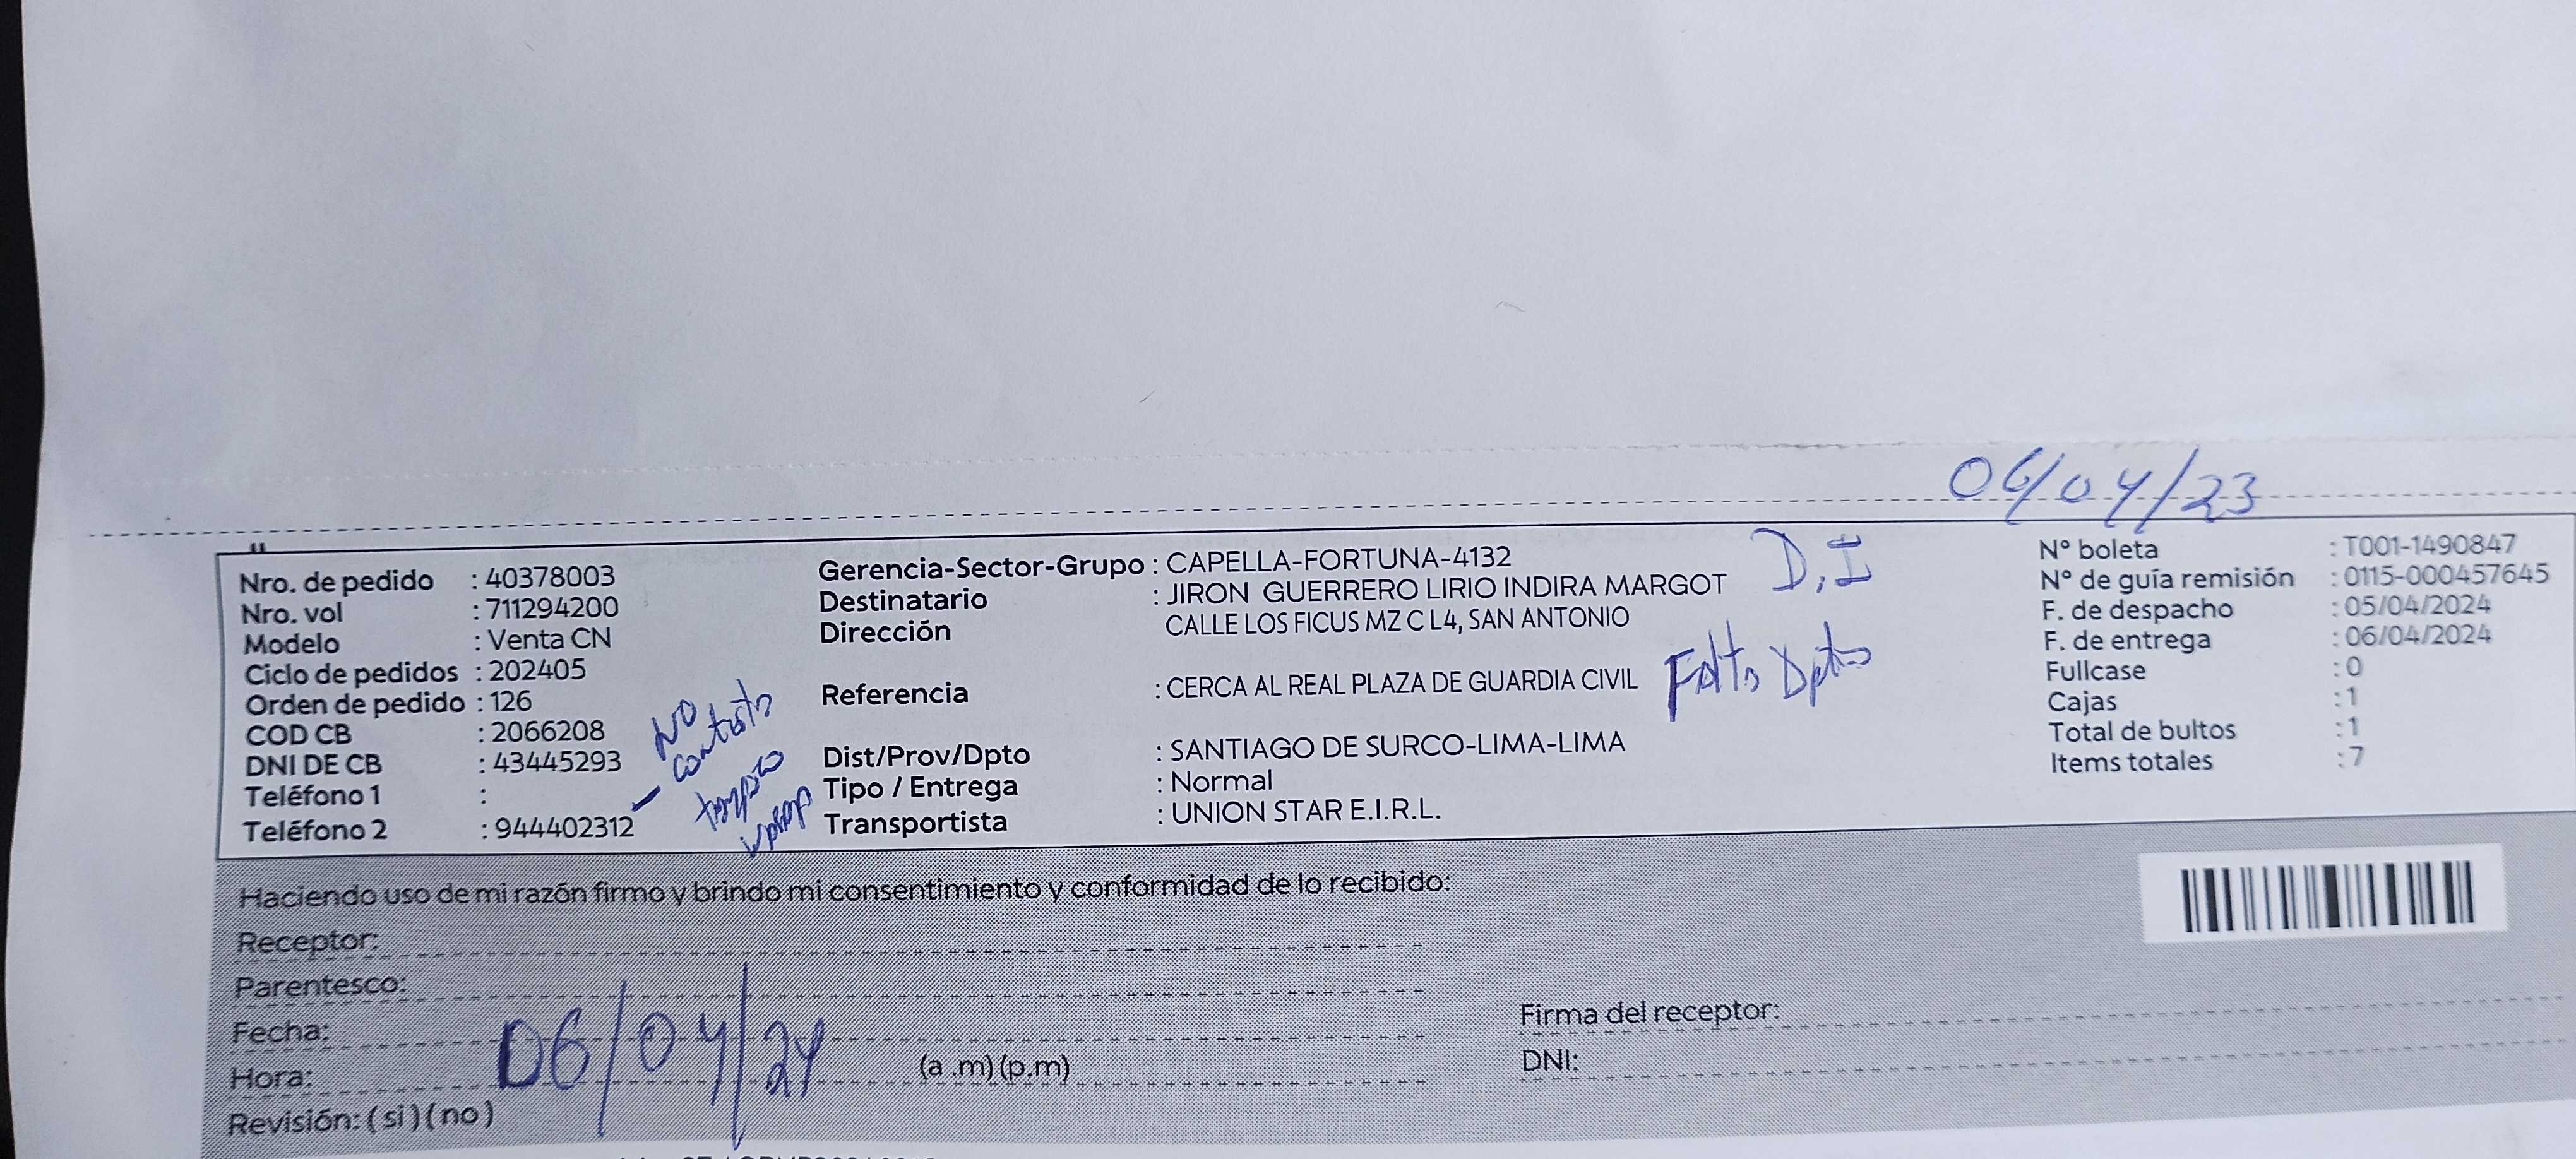 06/04/23
Nro. de pedido : 40378003
Nro. vol : 711294200
Modelo : Venta CN
Ciclo de pedidos : 202405
Orden de pedido : 126
COD CB : 2066208
DNI DE CB : 43445293
Teléfono 1 :
Teléfono 2 : 944402312
NO
contesta
tampoco
Gerencia-Sector-Grupo : CAPELLA-FORTUNA-4132
Destinatario : JIRON GUERRERO LIRIO INDIRA MARGOT
Dirección CALLE LOS FICUS MZ C L4, SAN ANTONIO
Referencia : CERCA AL REAL PLAZA DE GUARDIA CIVIL
Dist/Prov/Dpto : SANTIAGO DE SURCO-LIMA-LIMA
Tipo / Entrega : Normal
Transportista : UNION STAR E.I.R.L.
D,I
Falta Dpto
N° boleta : T001-1490847
N° de guía remisión : 0115-000457645
F. de despacho : 05/04/2024
F. de entrega : 06/04/2024
Fullcase : 0
Cajas : 1
Total de bultos : 1
Items totales : 7
Haciendo uso de mi razón firmo y brindo mi consentimiento y conformidad de lo recibido:
Receptor:
Parentesco:
Fecha: 06/04/24
Hora: (a .m) (p.m)
Revisión: ( si ) ( no )
Firma del receptor:
DNI: